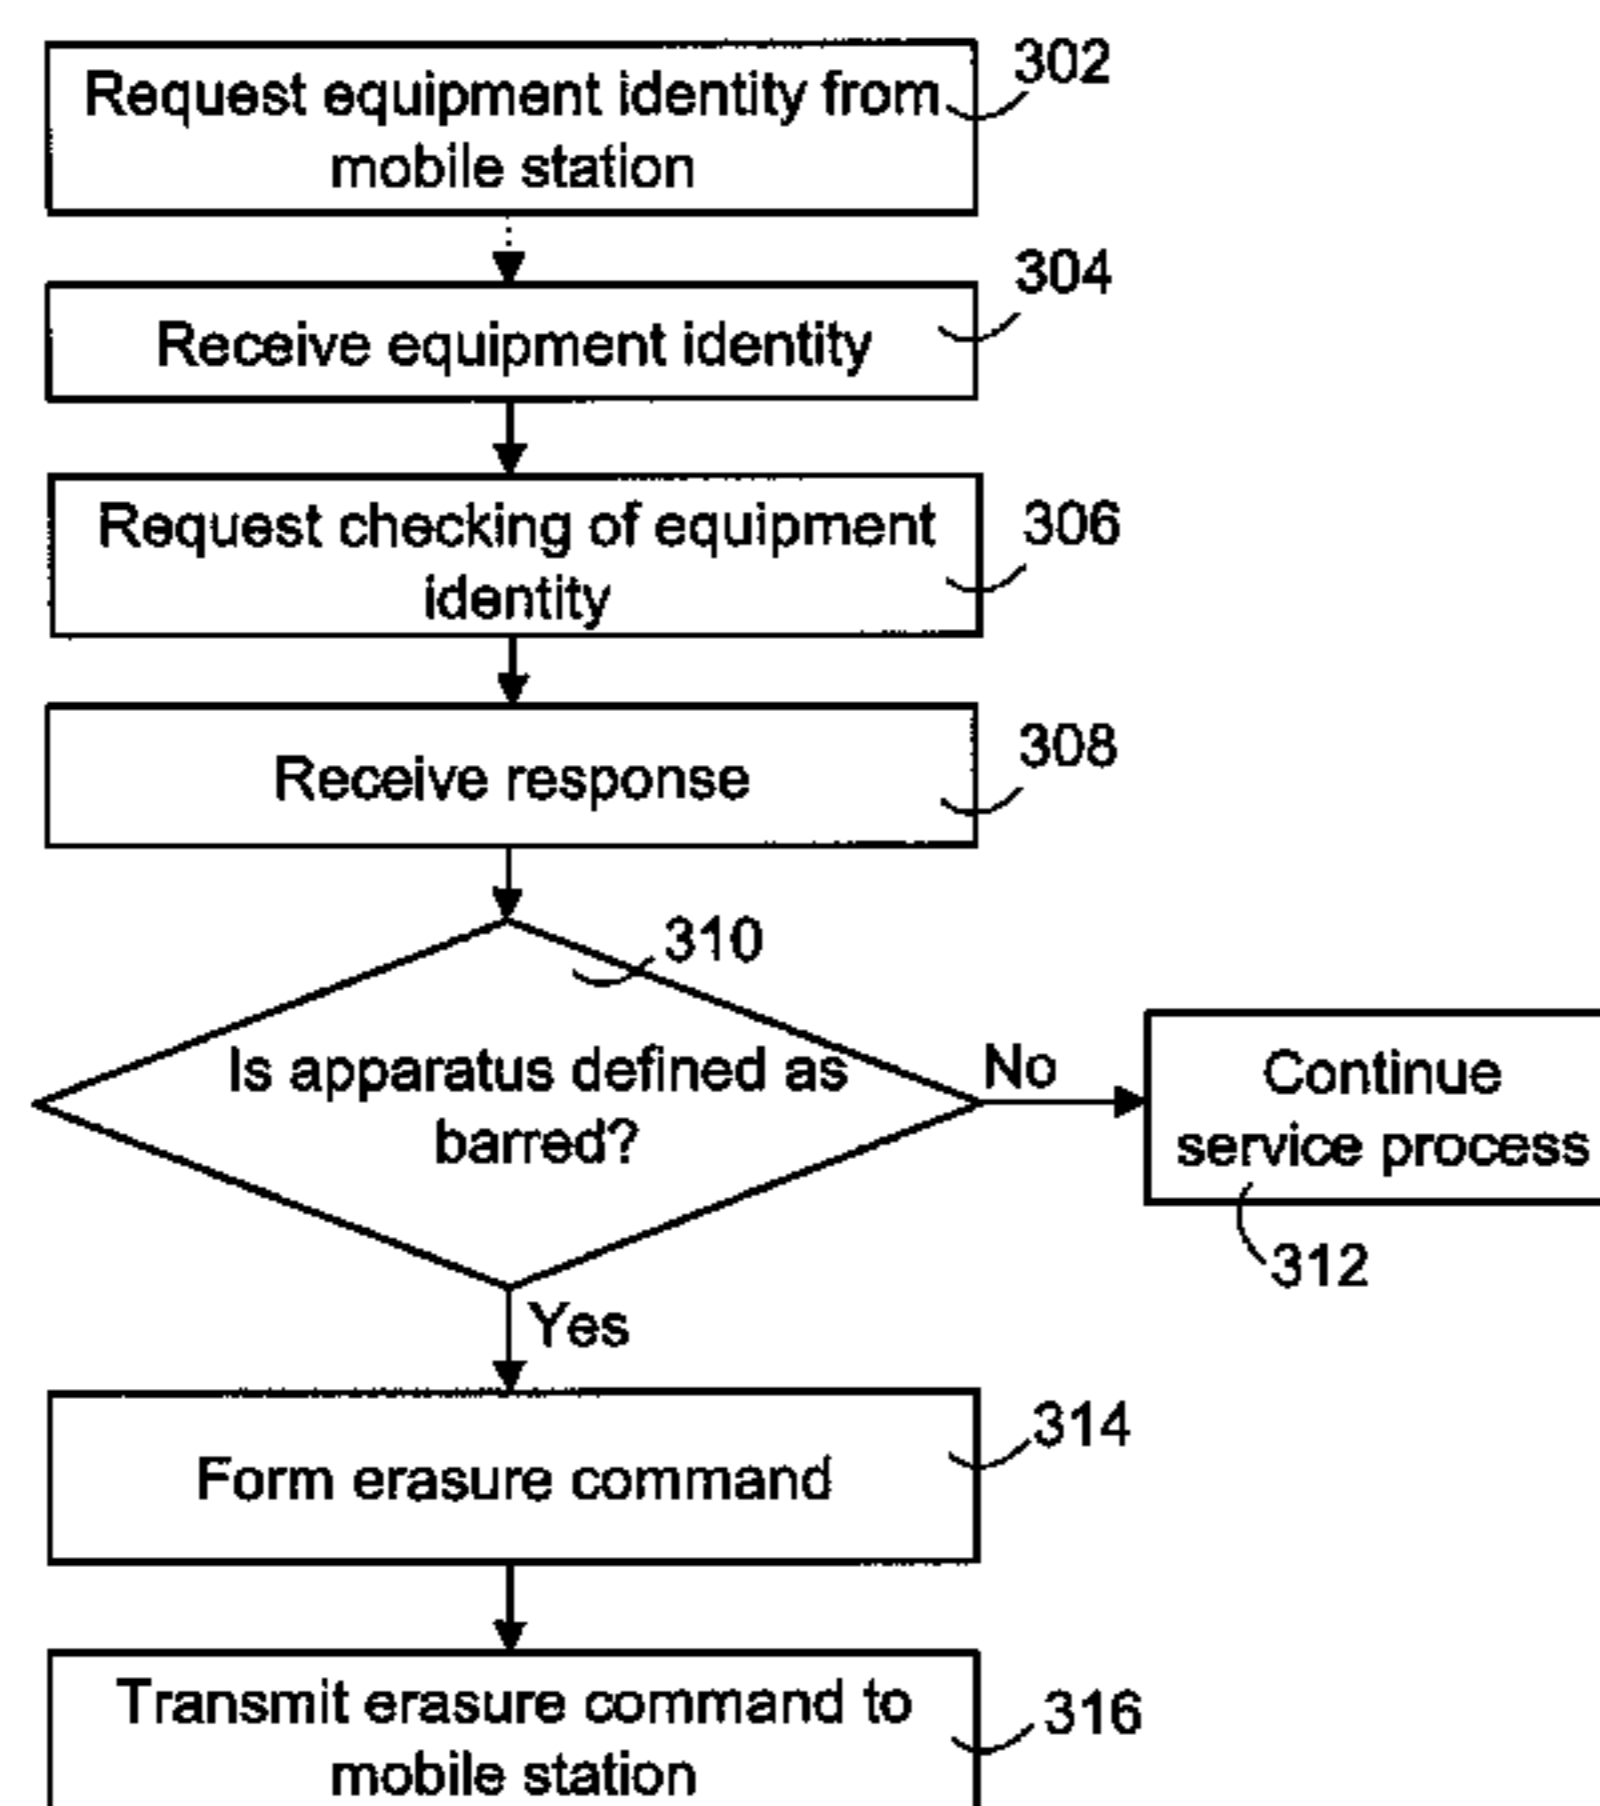 302
Request equipment identity from
mobile station
304
Receive equipment identity
306
Request checking of equipment
identity
308
Receive response
310
Is apparatus defined as
barred?
No
Continue
service process
312
Yes
314
Form erasure command
316
Transmit erasure command to
mobile station